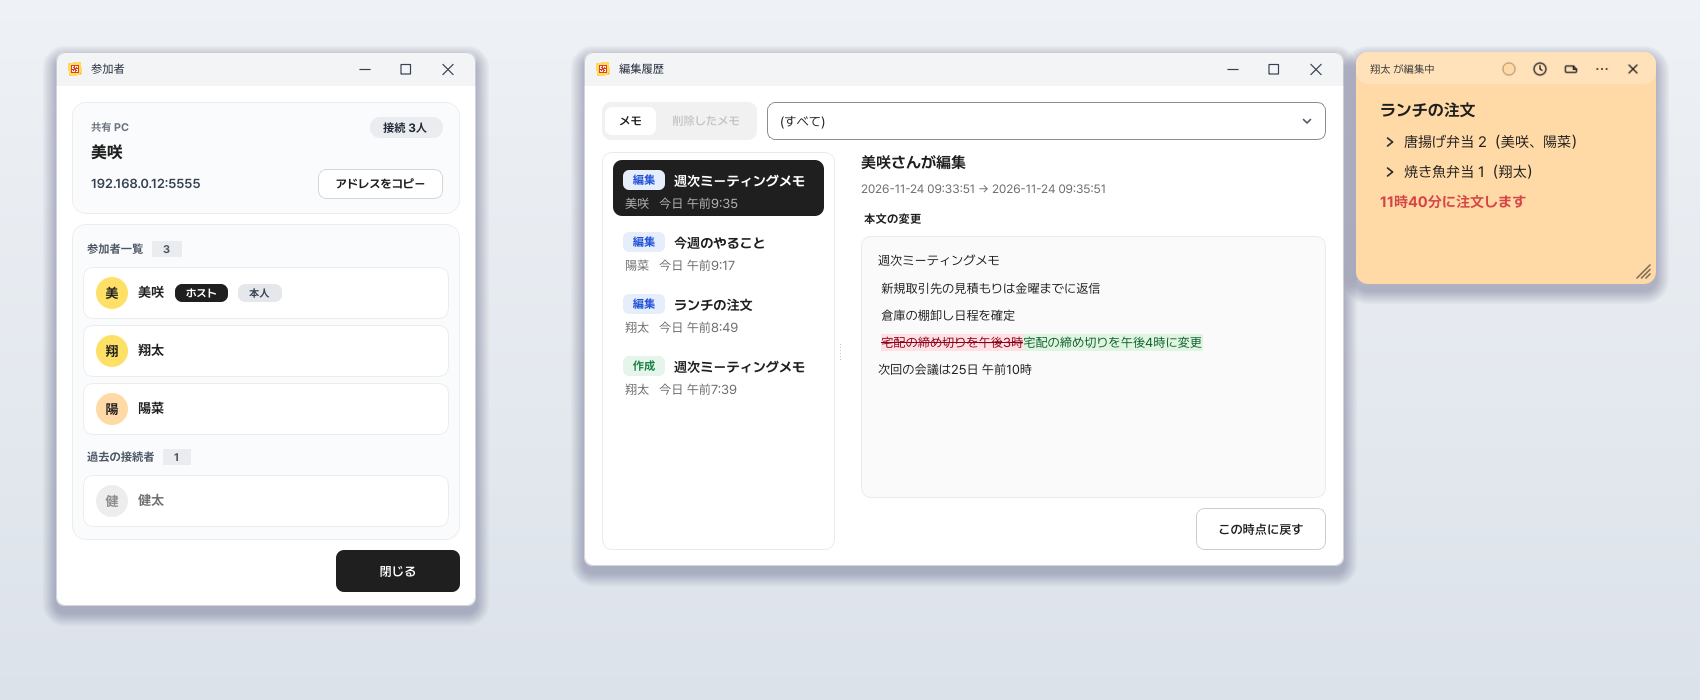 参加者
共有 PC
接続 3人
美咲
192.168.0.12:5555
アドレスをコピー
参加者一覧 3
美 美咲 ホスト 本人
翔 翔太
陽 陽菜
過去の接続者 1
健 健太
閉じる
編集履歴
メモ 削除したメモ (すべて)
編集 週次ミーティングメモ
美咲 今日 午前9:35
編集 今週のやること
陽菜 今日 午前9:17
編集 ランチの注文
翔太 今日 午前8:49
作成 週次ミーティングメモ
翔太 今日 午前7:39
美咲さんが編集
2026-11-24 09:33:51 → 2026-11-24 09:35:51
本文の変更
週次ミーティングメモ
新規取引先の見積もりは金曜までに返信
倉庫の棚卸し日程を確定
宅配の締め切りを午後3時宅配の締め切りを午後4時に変更
次回の会議は25日 午前10時
この時点に戻す
翔太 が編集中
ランチの注文
唐揚げ弁当 2（美咲、陽菜）
焼き魚弁当 1（翔太）
11時40分に注文します